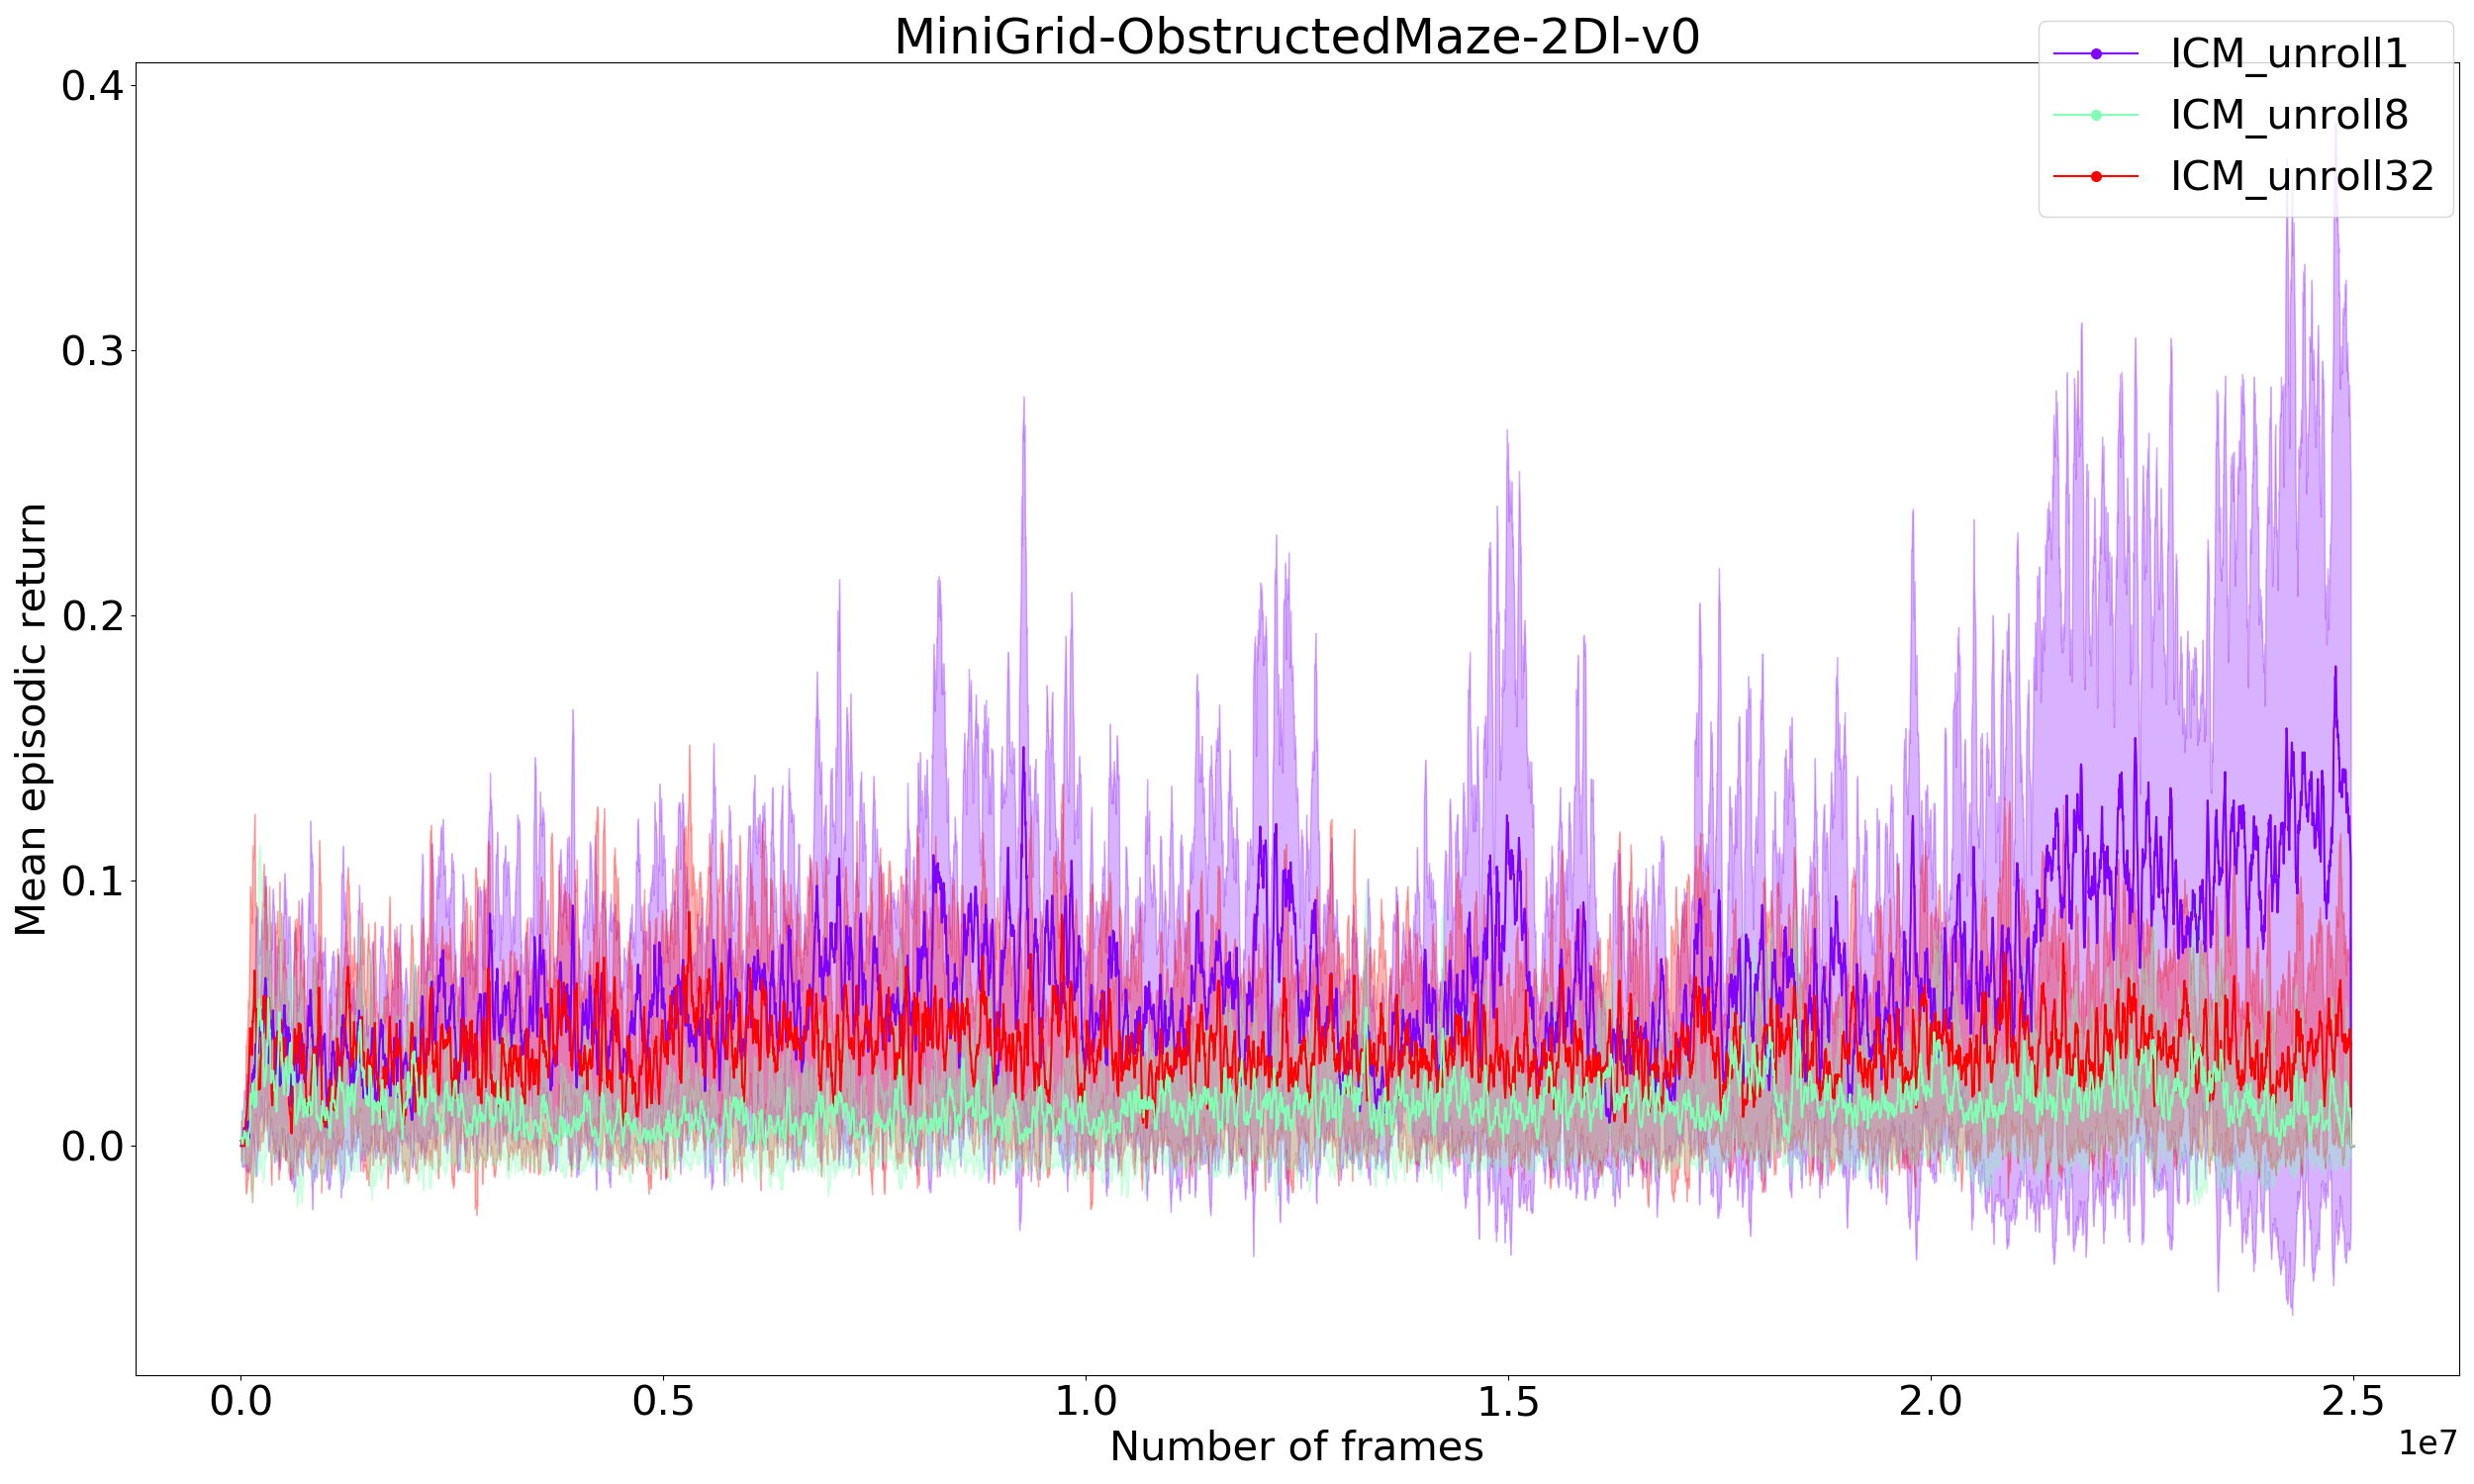 MiniGrid-ObstructedMaze-2Dl-v0
ICM_unroll1
ICM_unroll8
ICM_unroll32
Mean episodic return
0.4
0.3
0.2
0.1
0.0
0.0 0.5 1.0 1.5 2.0 2.5
1e7
Number of frames